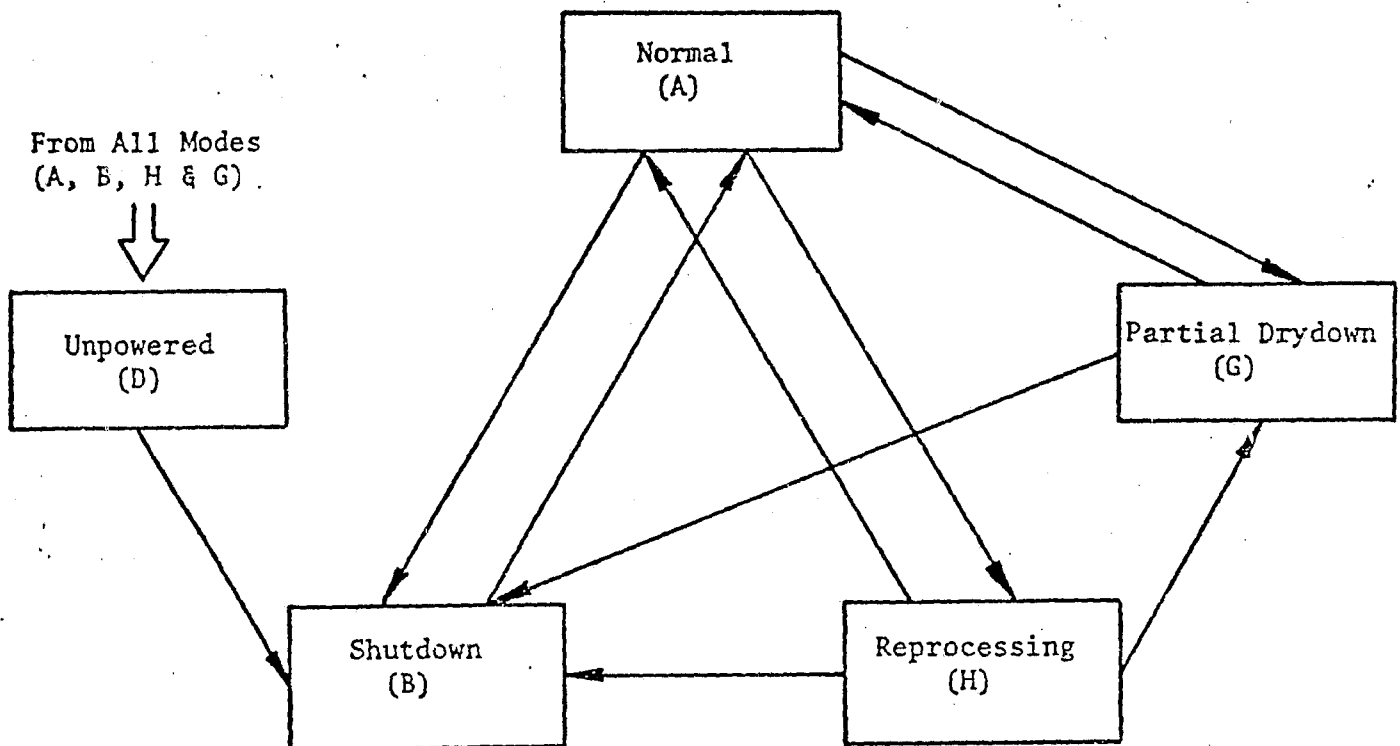 Normal
(A)
From All Modes
(A, B, H & G)
Unpowered
(D)
Partial Drydown
(G)
Shutdown
(B)
Reprocessing
(H)